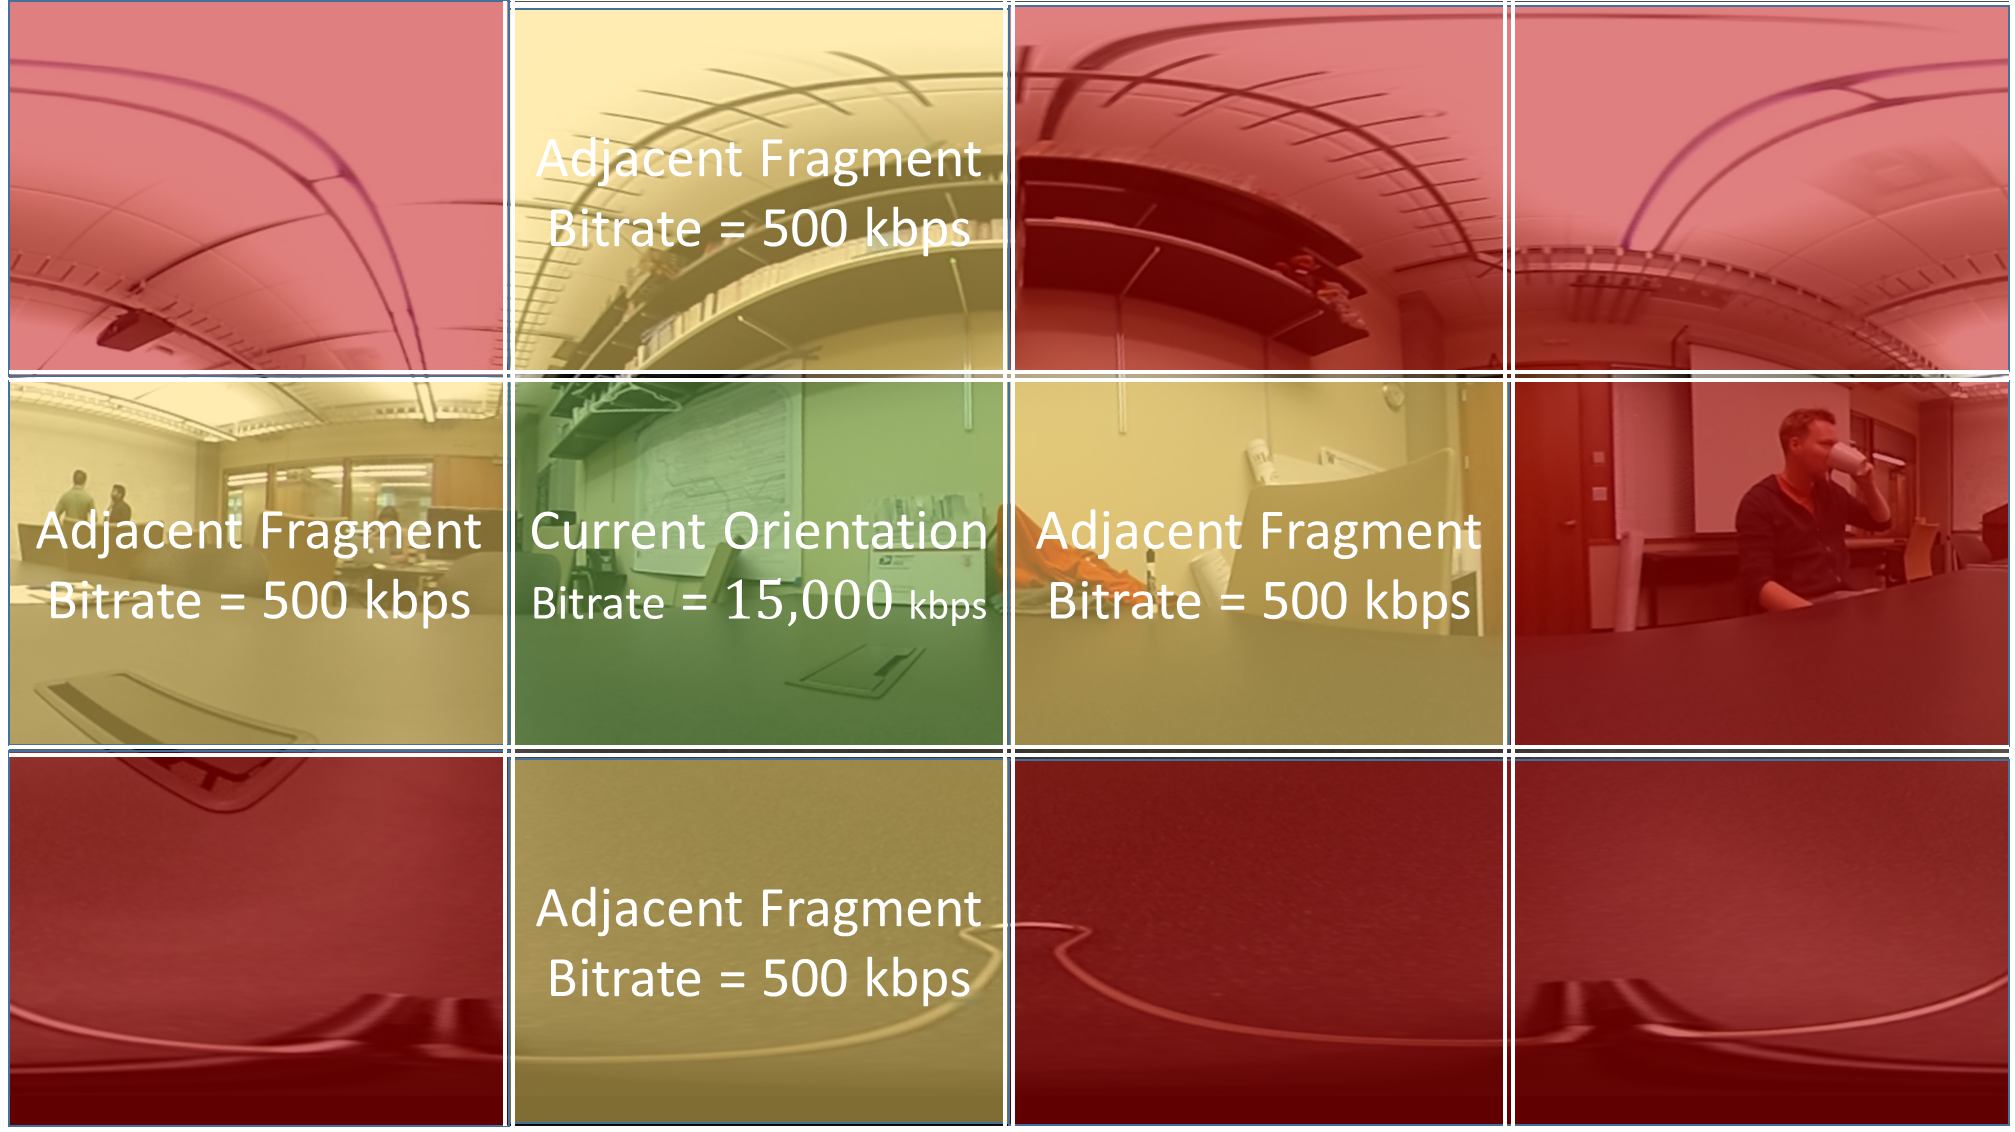 Adjacent Fragment
Bitrate = 500 kbps
Adjacent Fragment
Bitrate = 500 kbps
Current Orientation
Bitrate = 15,000 kbps
Adjacent Fragment
Bitrate = 500 kbps
Adjacent Fragment
Bitrate = 500 kbps